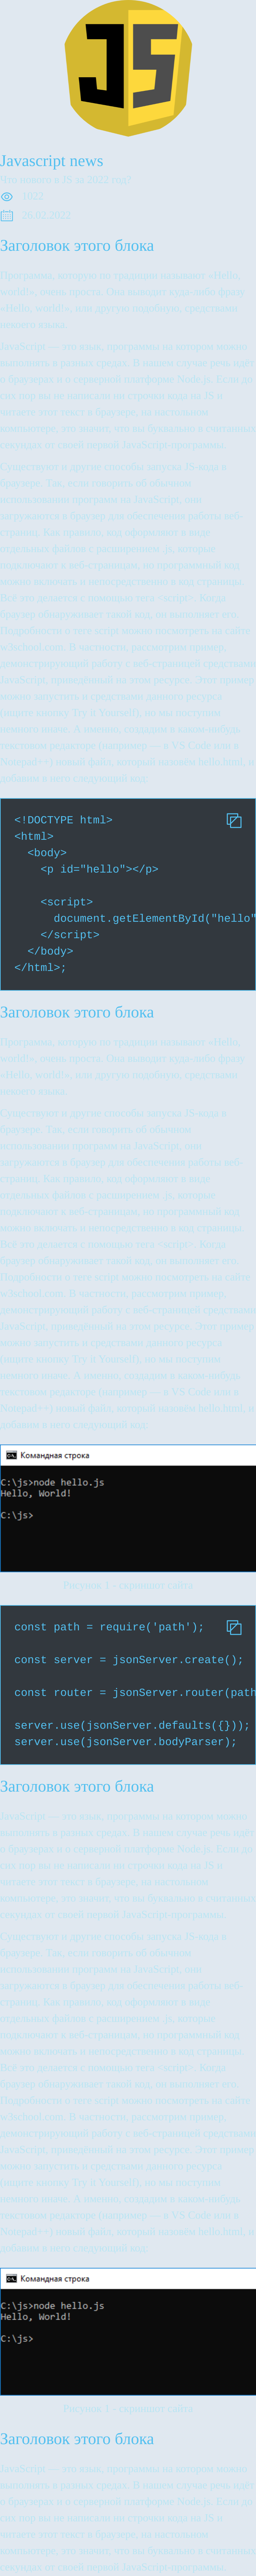 JS
Javascript news
Что нового в JS за 2022 год?
1022
26.02.2022
Заголовок этого блока
Программа, которую по традиции называют «Hello,
world!», очень проста. Она выводит куда-либо фразу
«Hello, world!», или другую подобную, средствами
некоего языка.
JavaScript — это язык, программы на котором можно
выполнять в разных средах. В нашем случае речь идёт
о браузерах и о серверной платформе Node.js. Если до
сих пор вы не написали ни строчки кода на JS и
читаете этот текст в браузере, на настольном
компьютере, это значит, что вы буквально в считанных
секундах от своей первой JavaScript-программы.
Существуют и другие способы запуска JS-кода в
браузере. Так, если говорить об обычном
использовании программ на JavaScript, они
загружаются в браузер для обеспечения работы веб-
страниц. Как правило, код оформляют в виде
отдельных файлов с расширением .js, которые
подключают к веб-страницам, но программный код
можно включать и непосредственно в код страницы.
Всё это делается с помощью тега <script>. Когда
браузер обнаруживает такой код, он выполняет его.
Подробности о теге script можно посмотреть на сайте
w3school.com. В частности, рассмотрим пример,
демонстрирующий работу с веб-страницей средствами
JavaScript, приведённый на этом ресурсе. Этот пример
можно запустить и средствами данного ресурса
(ищите кнопку Try it Yourself), но мы поступим
немного иначе. А именно, создадим в каком-нибудь
текстовом редакторе (например — в VS Code или в
Notepad++) новый файл, который назовём hello.html, и
добавим в него следующий код:
<!DOCTYPE html>
<html>
<body>
<p id="hello"></p>
<script>
document.getElementById("hello"
</script>
</body>
</html>;
Заголовок этого блока
Программа, которую по традиции называют «Hello,
world!», очень проста. Она выводит куда-либо фразу
«Hello, world!», или другую подобную, средствами
некоего языка.
Существуют и другие способы запуска JS-кода в
браузере. Так, если говорить об обычном
использовании программ на JavaScript, они
загружаются в браузер для обеспечения работы веб-
страниц. Как правило, код оформляют в виде
отдельных файлов с расширением .js, которые
подключают к веб-страницам, но программный код
можно включать и непосредственно в код страницы.
Всё это делается с помощью тега <script>. Когда
браузер обнаруживает такой код, он выполняет его.
Подробности о теге script можно посмотреть на сайте
w3school.com. В частности, рассмотрим пример,
демонстрирующий работу с веб-страницей средствами
JavaScript, приведённый на этом ресурсе. Этот пример
можно запустить и средствами данного ресурса
(ищите кнопку Try it Yourself), но мы поступим
немного иначе. А именно, создадим в каком-нибудь
текстовом редакторе (например — в VS Code или в
Notepad++) новый файл, который назовём hello.html, и
добавим в него следующий код:
Командная строка
C:\js>node hello.js
Hello, World!
C:\js>
Рисунок 1 - скриншот сайта
const path = require('path');
const server = jsonServer.create();
const router = jsonServer.router(path
server.use(jsonServer.defaults({}));
server.use(jsonServer.bodyParser);
Заголовок этого блока
JavaScript — это язык, программы на котором можно
выполнять в разных средах. В нашем случае речь идёт
о браузерах и о серверной платформе Node.js. Если до
сих пор вы не написали ни строчки кода на JS и
читаете этот текст в браузере, на настольном
компьютере, это значит, что вы буквально в считанных
секундах от своей первой JavaScript-программы.
Существуют и другие способы запуска JS-кода в
браузере. Так, если говорить об обычном
использовании программ на JavaScript, они
загружаются в браузер для обеспечения работы веб-
страниц. Как правило, код оформляют в виде
отдельных файлов с расширением .js, которые
подключают к веб-страницам, но программный код
можно включать и непосредственно в код страницы.
Всё это делается с помощью тега <script>. Когда
браузер обнаруживает такой код, он выполняет его.
Подробности о теге script можно посмотреть на сайте
w3school.com. В частности, рассмотрим пример,
демонстрирующий работу с веб-страницей средствами
JavaScript, приведённый на этом ресурсе. Этот пример
можно запустить и средствами данного ресурса
(ищите кнопку Try it Yourself), но мы поступим
немного иначе. А именно, создадим в каком-нибудь
текстовом редакторе (например — в VS Code или в
Notepad++) новый файл, который назовём hello.html, и
добавим в него следующий код:
Командная строка
C:\js>node hello.js
Hello, World!
C:\js>
Рисунок 1 - скриншот сайта
Заголовок этого блока
JavaScript — это язык, программы на котором можно
выполнять в разных средах. В нашем случае речь идёт
о браузерах и о серверной платформе Node.js. Если до
сих пор вы не написали ни строчки кода на JS и
читаете этот текст в браузере, на настольном
компьютере, это значит, что вы буквально в считанных
секундах от своей первой JavaScript-программы.